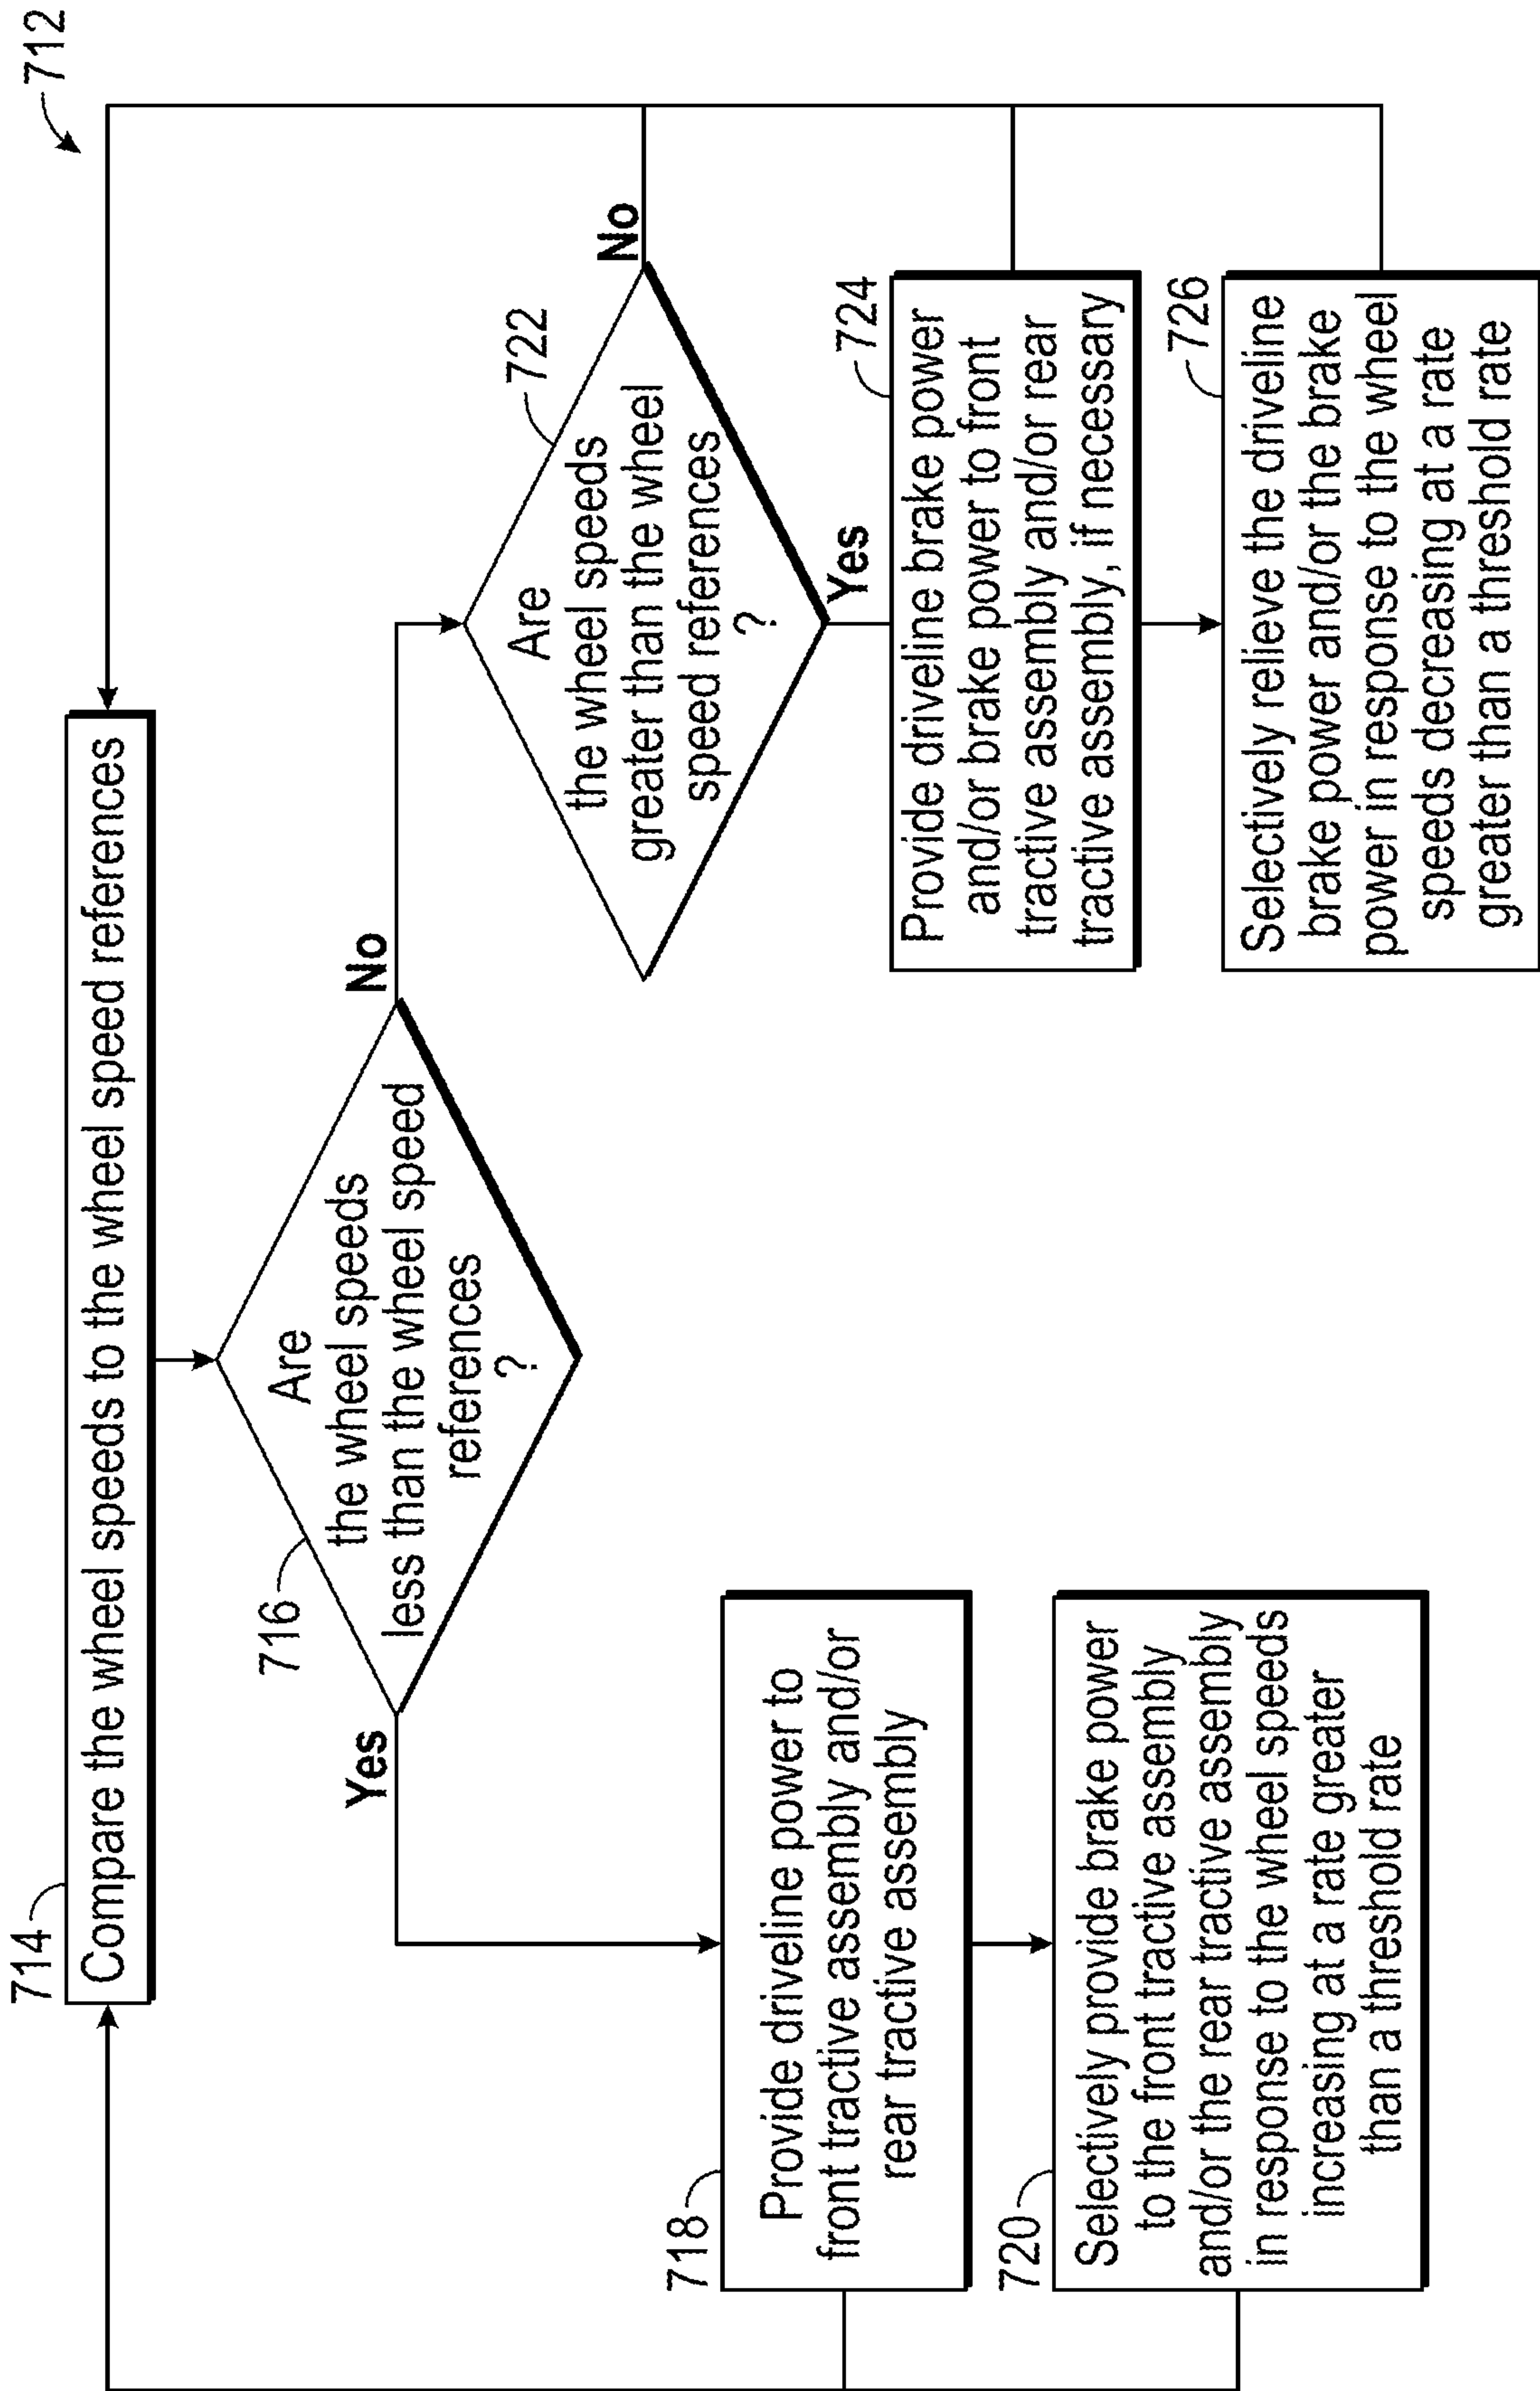 712
714
Compare the wheel speeds to the wheel speed references
716
Are
the wheel speeds
less than the wheel speed
references
?
Yes
No
718
Provide driveline power to
front tractive assembly and/or
rear tractive assembly
720
Selectively provide brake power
to the front tractive assembly
and/or the rear tractive assembly
in response to the wheel speeds
increasing at a rate greater
than a threshold rate
722
Are
the wheel speeds
greater than the wheel
speed references
?
No
Yes
724
Provide driveline brake power
and/or brake power to front
tractive assembly and/or rear
tractive assembly, if necessary
726
Selectively relieve the driveline
brake power and/or the brake
power in response to the wheel
speeds decreasing at a rate
greater than a threshold rate